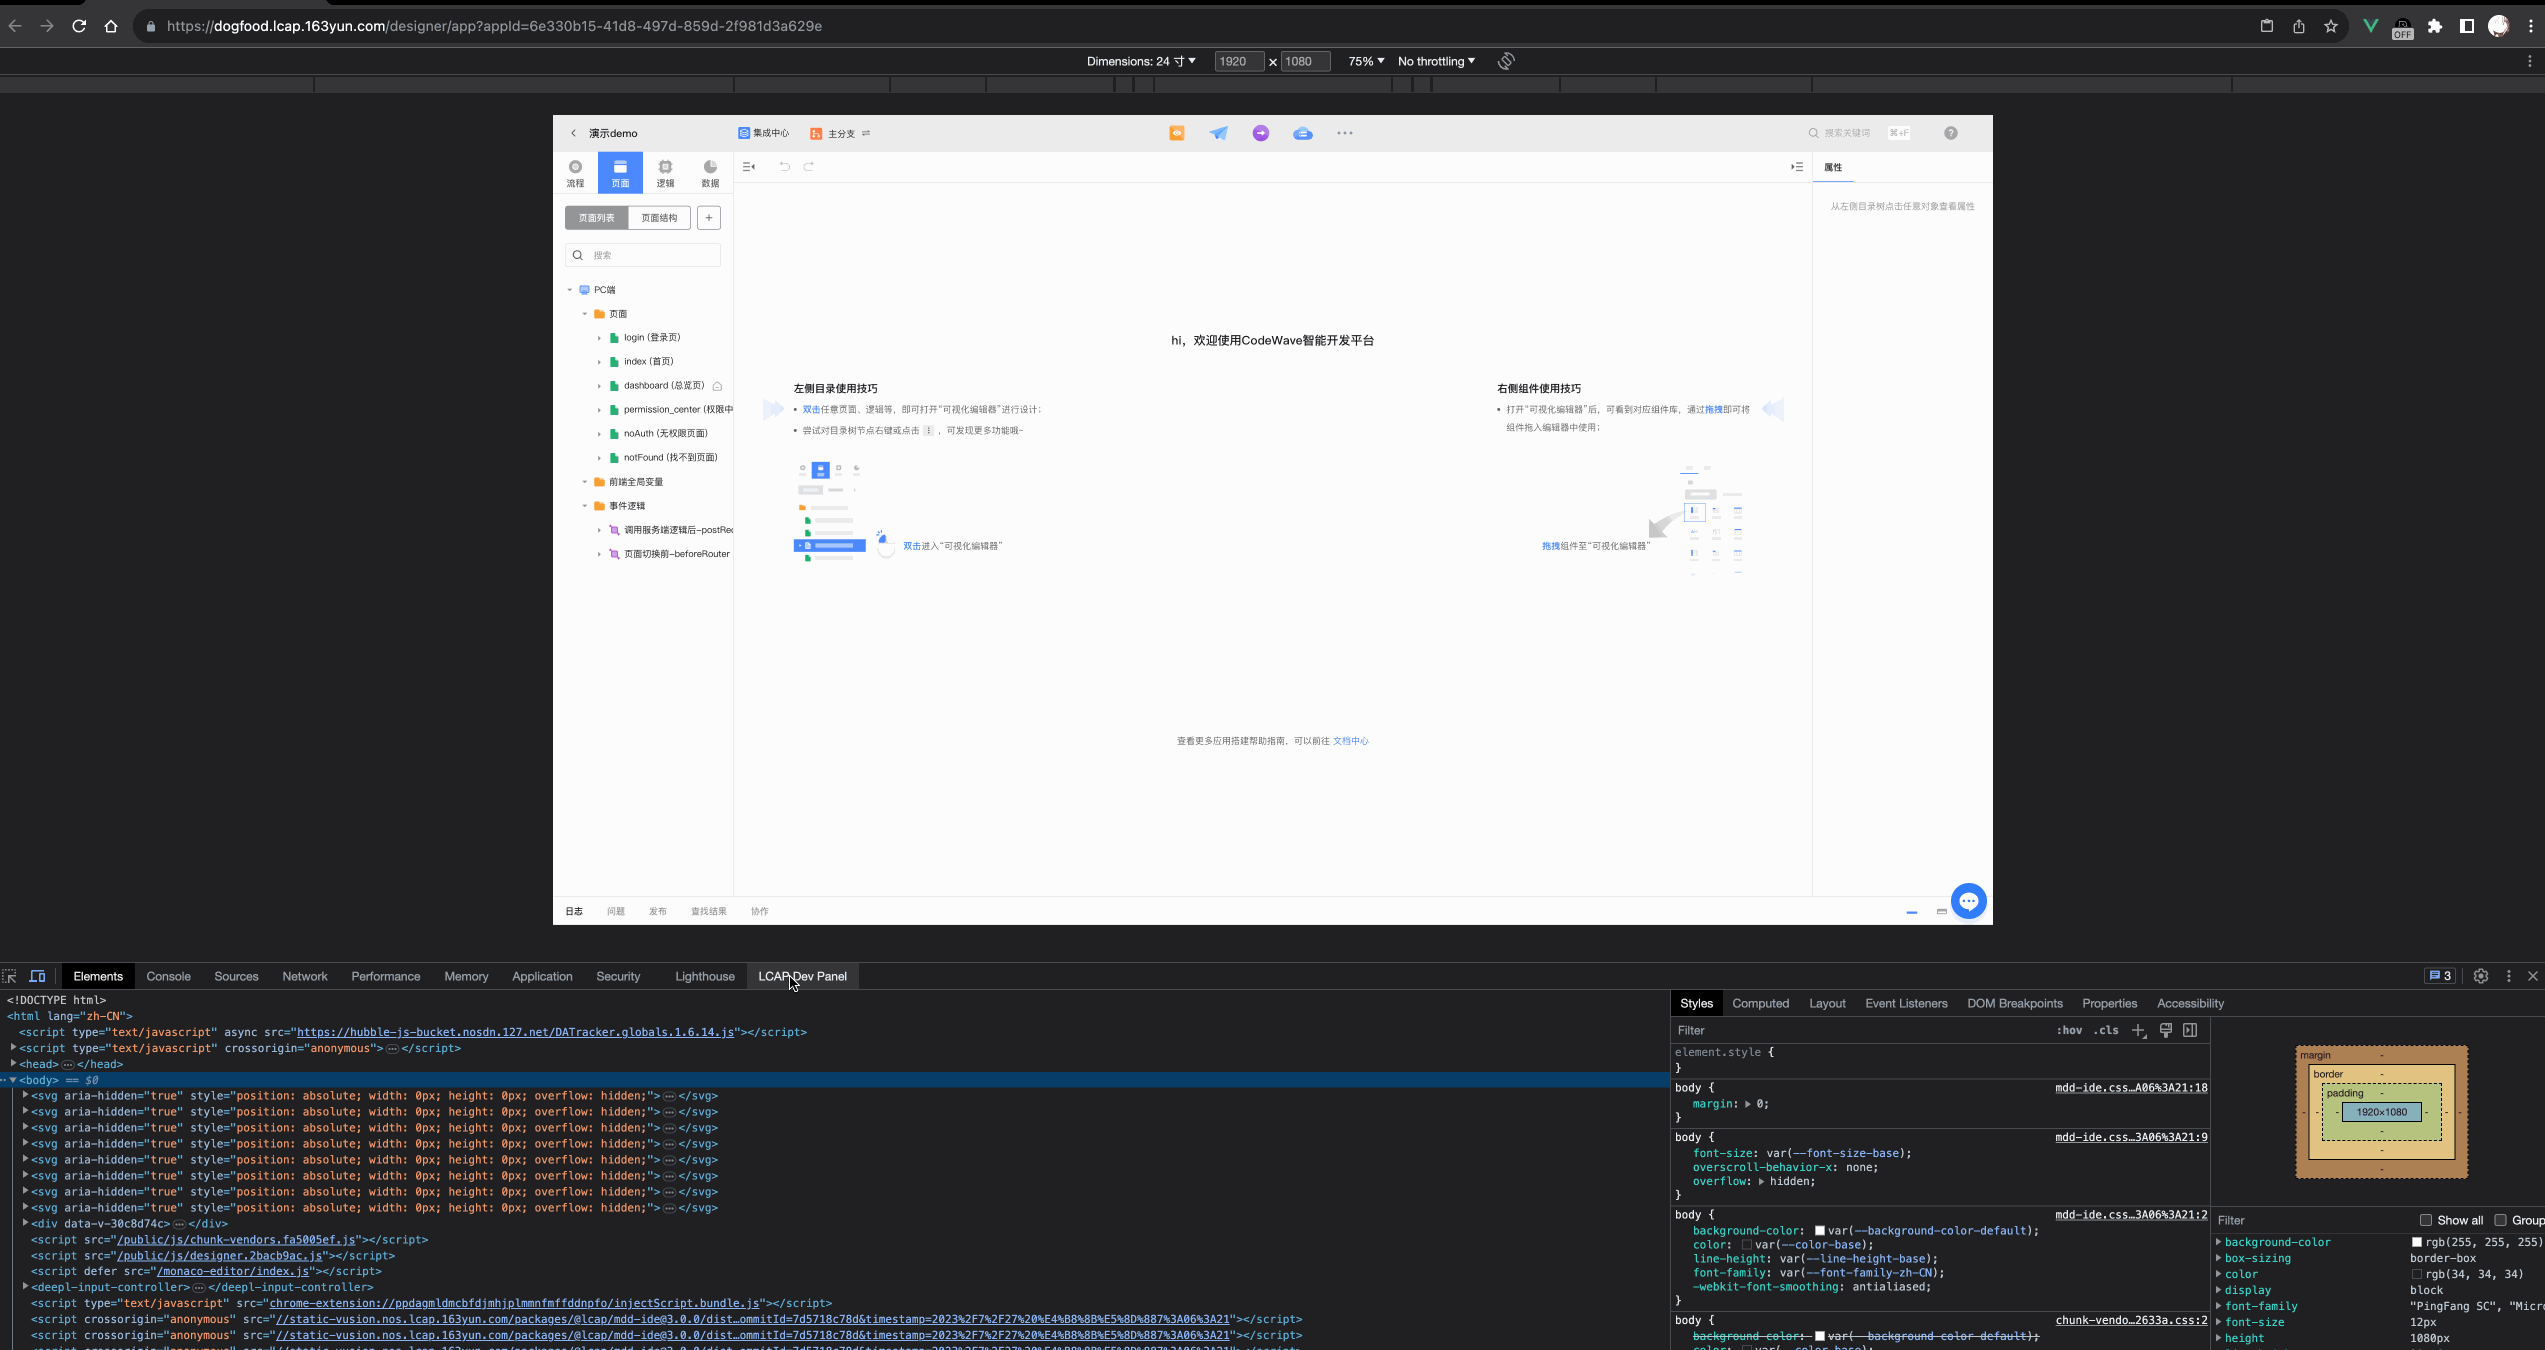 https://dogfood.lcap.163yun.com/designer/app?appId=6e330b15-41d8-497d-859d-2f981d3a629e
OFF
Dimensions: 24 寸 ▼ 1920 × 1080 75% ▼ No throttling ▼
演示demo 集成中心 主分支 搜索关键词 ⌘+F
流程 页面 逻辑 数据
属性
页面列表 页面结构 +
从左侧目录树点击任意对象查看属性
搜索
PC端
页面
login (登录页)
index (首页)
dashboard (总览页)
permission_center (权限中
noAuth (无权限页面)
notFound (找不到页面)
前端全局变量
事件逻辑
调用服务端逻辑后-postRec
页面切换前-beforeRouter
hi，欢迎使用CodeWave智能开发平台
左侧目录使用技巧
• 双击任意页面、逻辑等，即可打开“可视化编辑器”进行设计；
• 尝试对目录树节点右键或点击 ，可发现更多功能哦~
双击进入“可视化编辑器”
右侧组件使用技巧
• 打开“可视化编辑器”后，可看到对应组件库，通过拖拽即可将
组件拖入编辑器中使用；
拖拽组件至“可视化编辑器”
查看更多应用搭建帮助指南，可以前往 文档中心
日志 问题 发布 查找结果 协作
Elements Console Sources Network Performance Memory Application Security Lighthouse LCAP Dev Panel 3
<!DOCTYPE html>
<html lang="zh-CN">
<script type="text/javascript" async src="https://hubble-js-bucket.nosdn.127.net/DATracker.globals.1.6.14.js"></script>
<script type="text/javascript" crossorigin="anonymous">…</script>
<head>…</head>
<body> == $0
<svg aria-hidden="true" style="position: absolute; width: 0px; height: 0px; overflow: hidden;">…</svg>
<svg aria-hidden="true" style="position: absolute; width: 0px; height: 0px; overflow: hidden;">…</svg>
<svg aria-hidden="true" style="position: absolute; width: 0px; height: 0px; overflow: hidden;">…</svg>
<svg aria-hidden="true" style="position: absolute; width: 0px; height: 0px; overflow: hidden;">…</svg>
<svg aria-hidden="true" style="position: absolute; width: 0px; height: 0px; overflow: hidden;">…</svg>
<svg aria-hidden="true" style="position: absolute; width: 0px; height: 0px; overflow: hidden;">…</svg>
<svg aria-hidden="true" style="position: absolute; width: 0px; height: 0px; overflow: hidden;">…</svg>
<svg aria-hidden="true" style="position: absolute; width: 0px; height: 0px; overflow: hidden;">…</svg>
<div data-v-30c8d74c>…</div>
<script src="/public/js/chunk-vendors.fa5005ef.js"></script>
<script src="/public/js/designer.2bacb9ac.js"></script>
<script defer src="/monaco-editor/index.js"></script>
<deepl-input-controller>…</deepl-input-controller>
<script type="text/javascript" src="chrome-extension://ppdagmldmcbfdjmhjplmmnfmffddnpfo/injectScript.bundle.js"></script>
<script crossorigin="anonymous" src="//static-vusion.nos.lcap.163yun.com/packages/@lcap/mdd-ide@3.0.0/dist…ommitId=7d5718c78d&timestamp=2023%2F7%2F27%20%E4%B8%8B%E5%8D%887%3A06%3A21"></script>
<script crossorigin="anonymous" src="//static-vusion.nos.lcap.163yun.com/packages/@lcap/mdd-ide@3.0.0/dist…ommitId=7d5718c78d&timestamp=2023%2F7%2F27%20%E4%B8%8B%E5%8D%887%3A06%3A21"></script>
Styles Computed Layout Event Listeners DOM Breakpoints Properties Accessibility
Filter :hov .cls
element.style {
}
body { mdd-ide.css…A06%3A21:18
margin: 0;
}
body { mdd-ide.css…3A06%3A21:9
font-size: var(--font-size-base);
overscroll-behavior-x: none;
overflow: hidden;
}
body { mdd-ide.css…3A06%3A21:2
background-color: var(--background-color-default);
color: var(--color-base);
line-height: var(--line-height-base);
font-family: var(--font-family-zh-CN);
-webkit-font-smoothing: antialiased;
}
body { chunk-vendo…2633a.css:2
background-color: var(--background-color-default);
margin -
border -
padding -
1920×1080
Filter Show all Group
background-color rgb(255, 255, 255)
box-sizing border-box
color rgb(34, 34, 34)
display block
font-family "PingFang SC", "Micr
font-size 12px
height 1080px